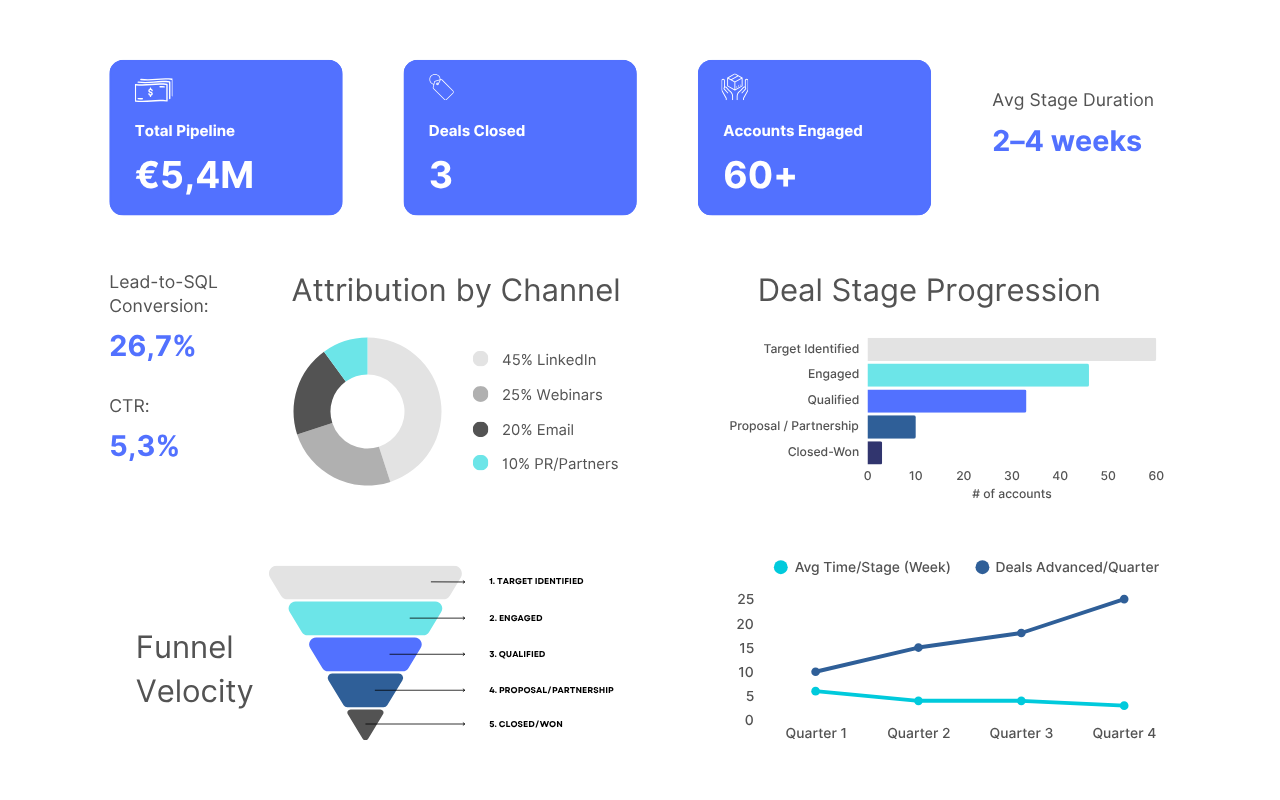 Total Pipeline
€5,4M
Deals Closed
3
Accounts Engaged
60+
Avg Stage Duration
2–4 weeks
Lead-to-SQL
Conversion:
26,7%
CTR:
5,3%
Attribution by Channel
45% LinkedIn
25% Webinars
20% Email
10% PR/Partners
Deal Stage Progression
Target Identified
Engaged
Qualified
Proposal / Partnership
Closed-Won
0 10 20 30 40 50 60
# of accounts
Funnel
Velocity
1. TARGET IDENTIFIED
2. ENGAGED
3. QUALIFIED
4. PROPOSAL/PARTNERSHIP
5. CLOSED/WON
Avg Time/Stage (Week) Deals Advanced/Quarter
25
20
15
10
5
0
Quarter 1 Quarter 2 Quarter 3 Quarter 4